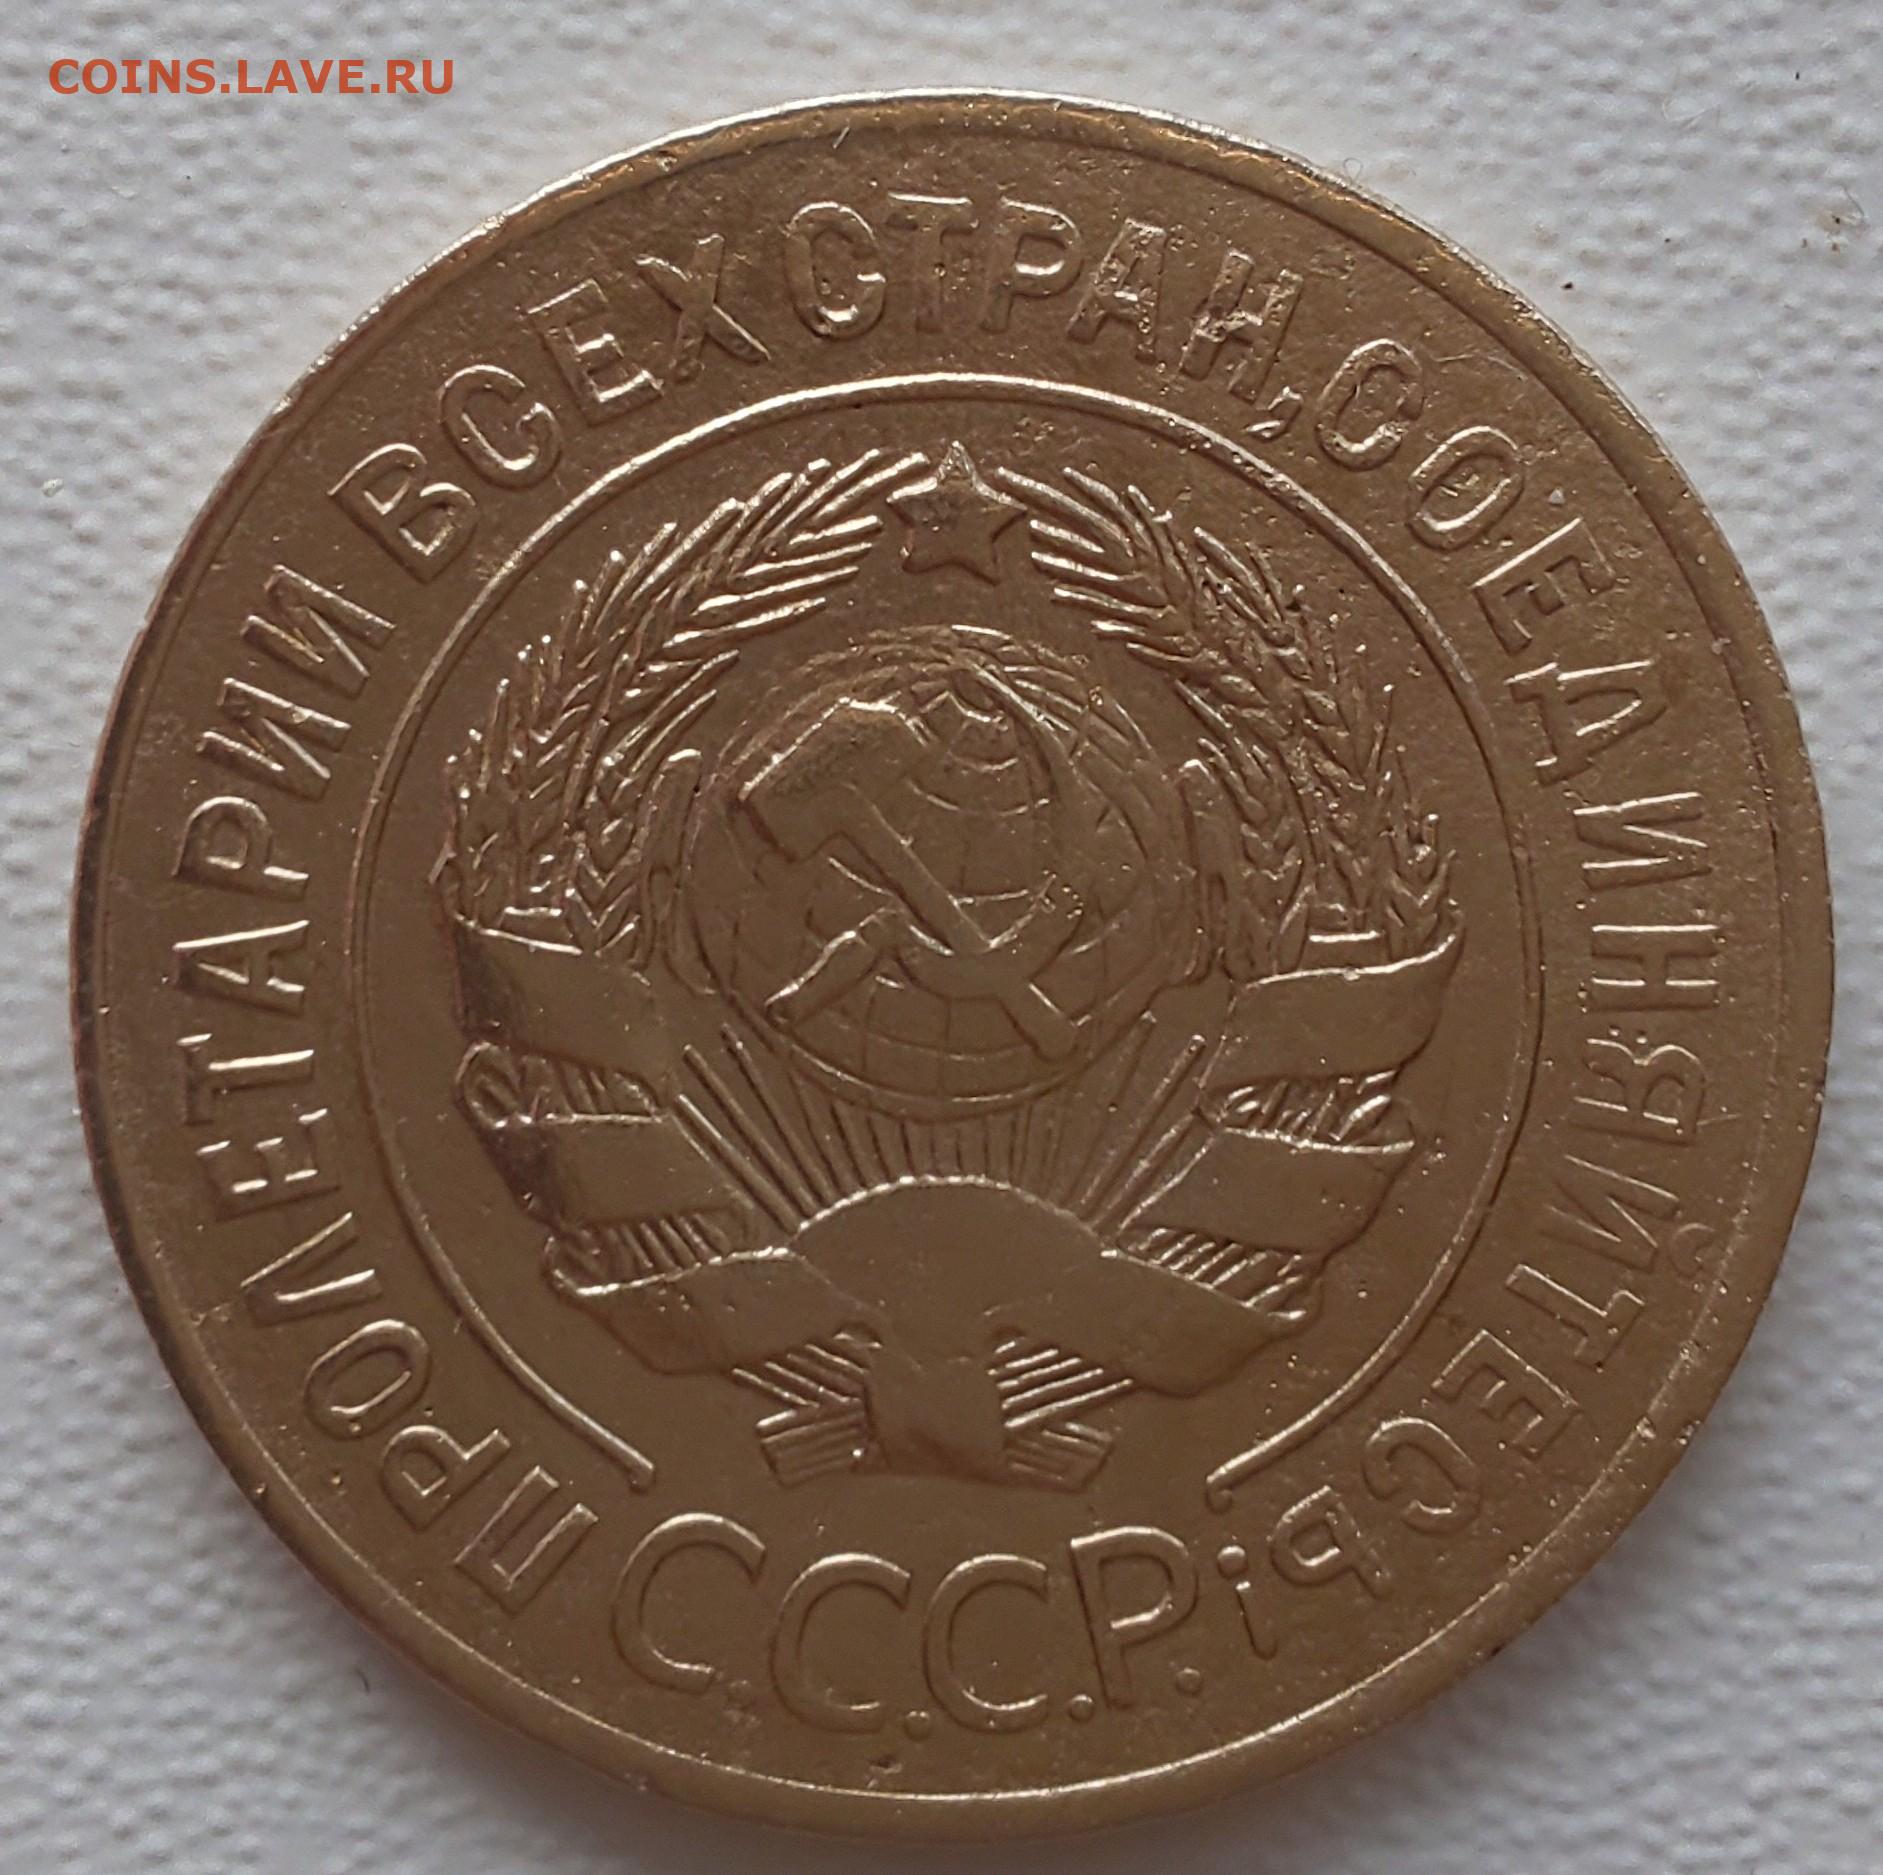 COINS.LAVE.RU
ПРОЛЕТАРИИ ВСЕХ СТРАН, СОЕДИНЯЙТЕСЬ!
С.С.С.Р.